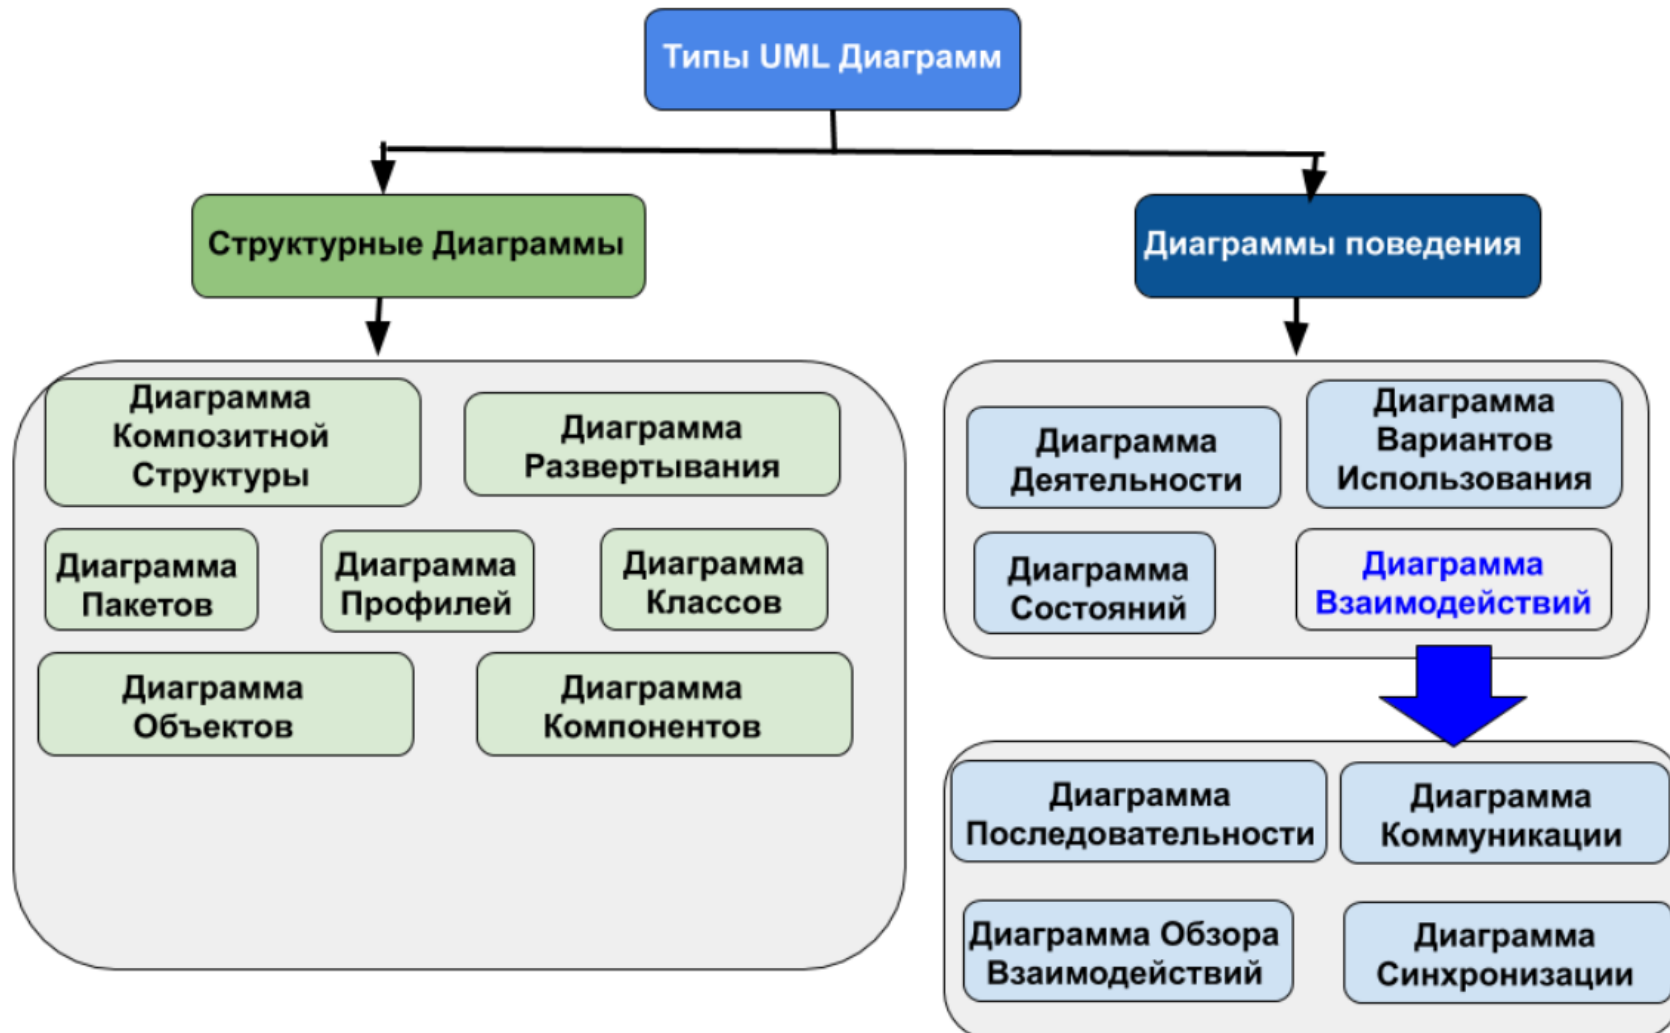 Типы UML Диаграмм
Структурные Диаграммы
Диаграммы поведения
Диаграмма
Композитной
Структуры
Диаграмма
Развертывания
Диаграмма
Пакетов
Диаграмма
Профилей
Диаграмма
Классов
Диаграмма
Объектов
Диаграмма
Компонентов
Диаграмма
Деятельности
Диаграмма
Вариантов
Использования
Диаграмма
Состояний
Диаграмма
Взаимодействий
Диаграмма
Последовательности
Диаграмма
Коммуникации
Диаграмма Обзора
Взаимодействий
Диаграмма
Синхронизации